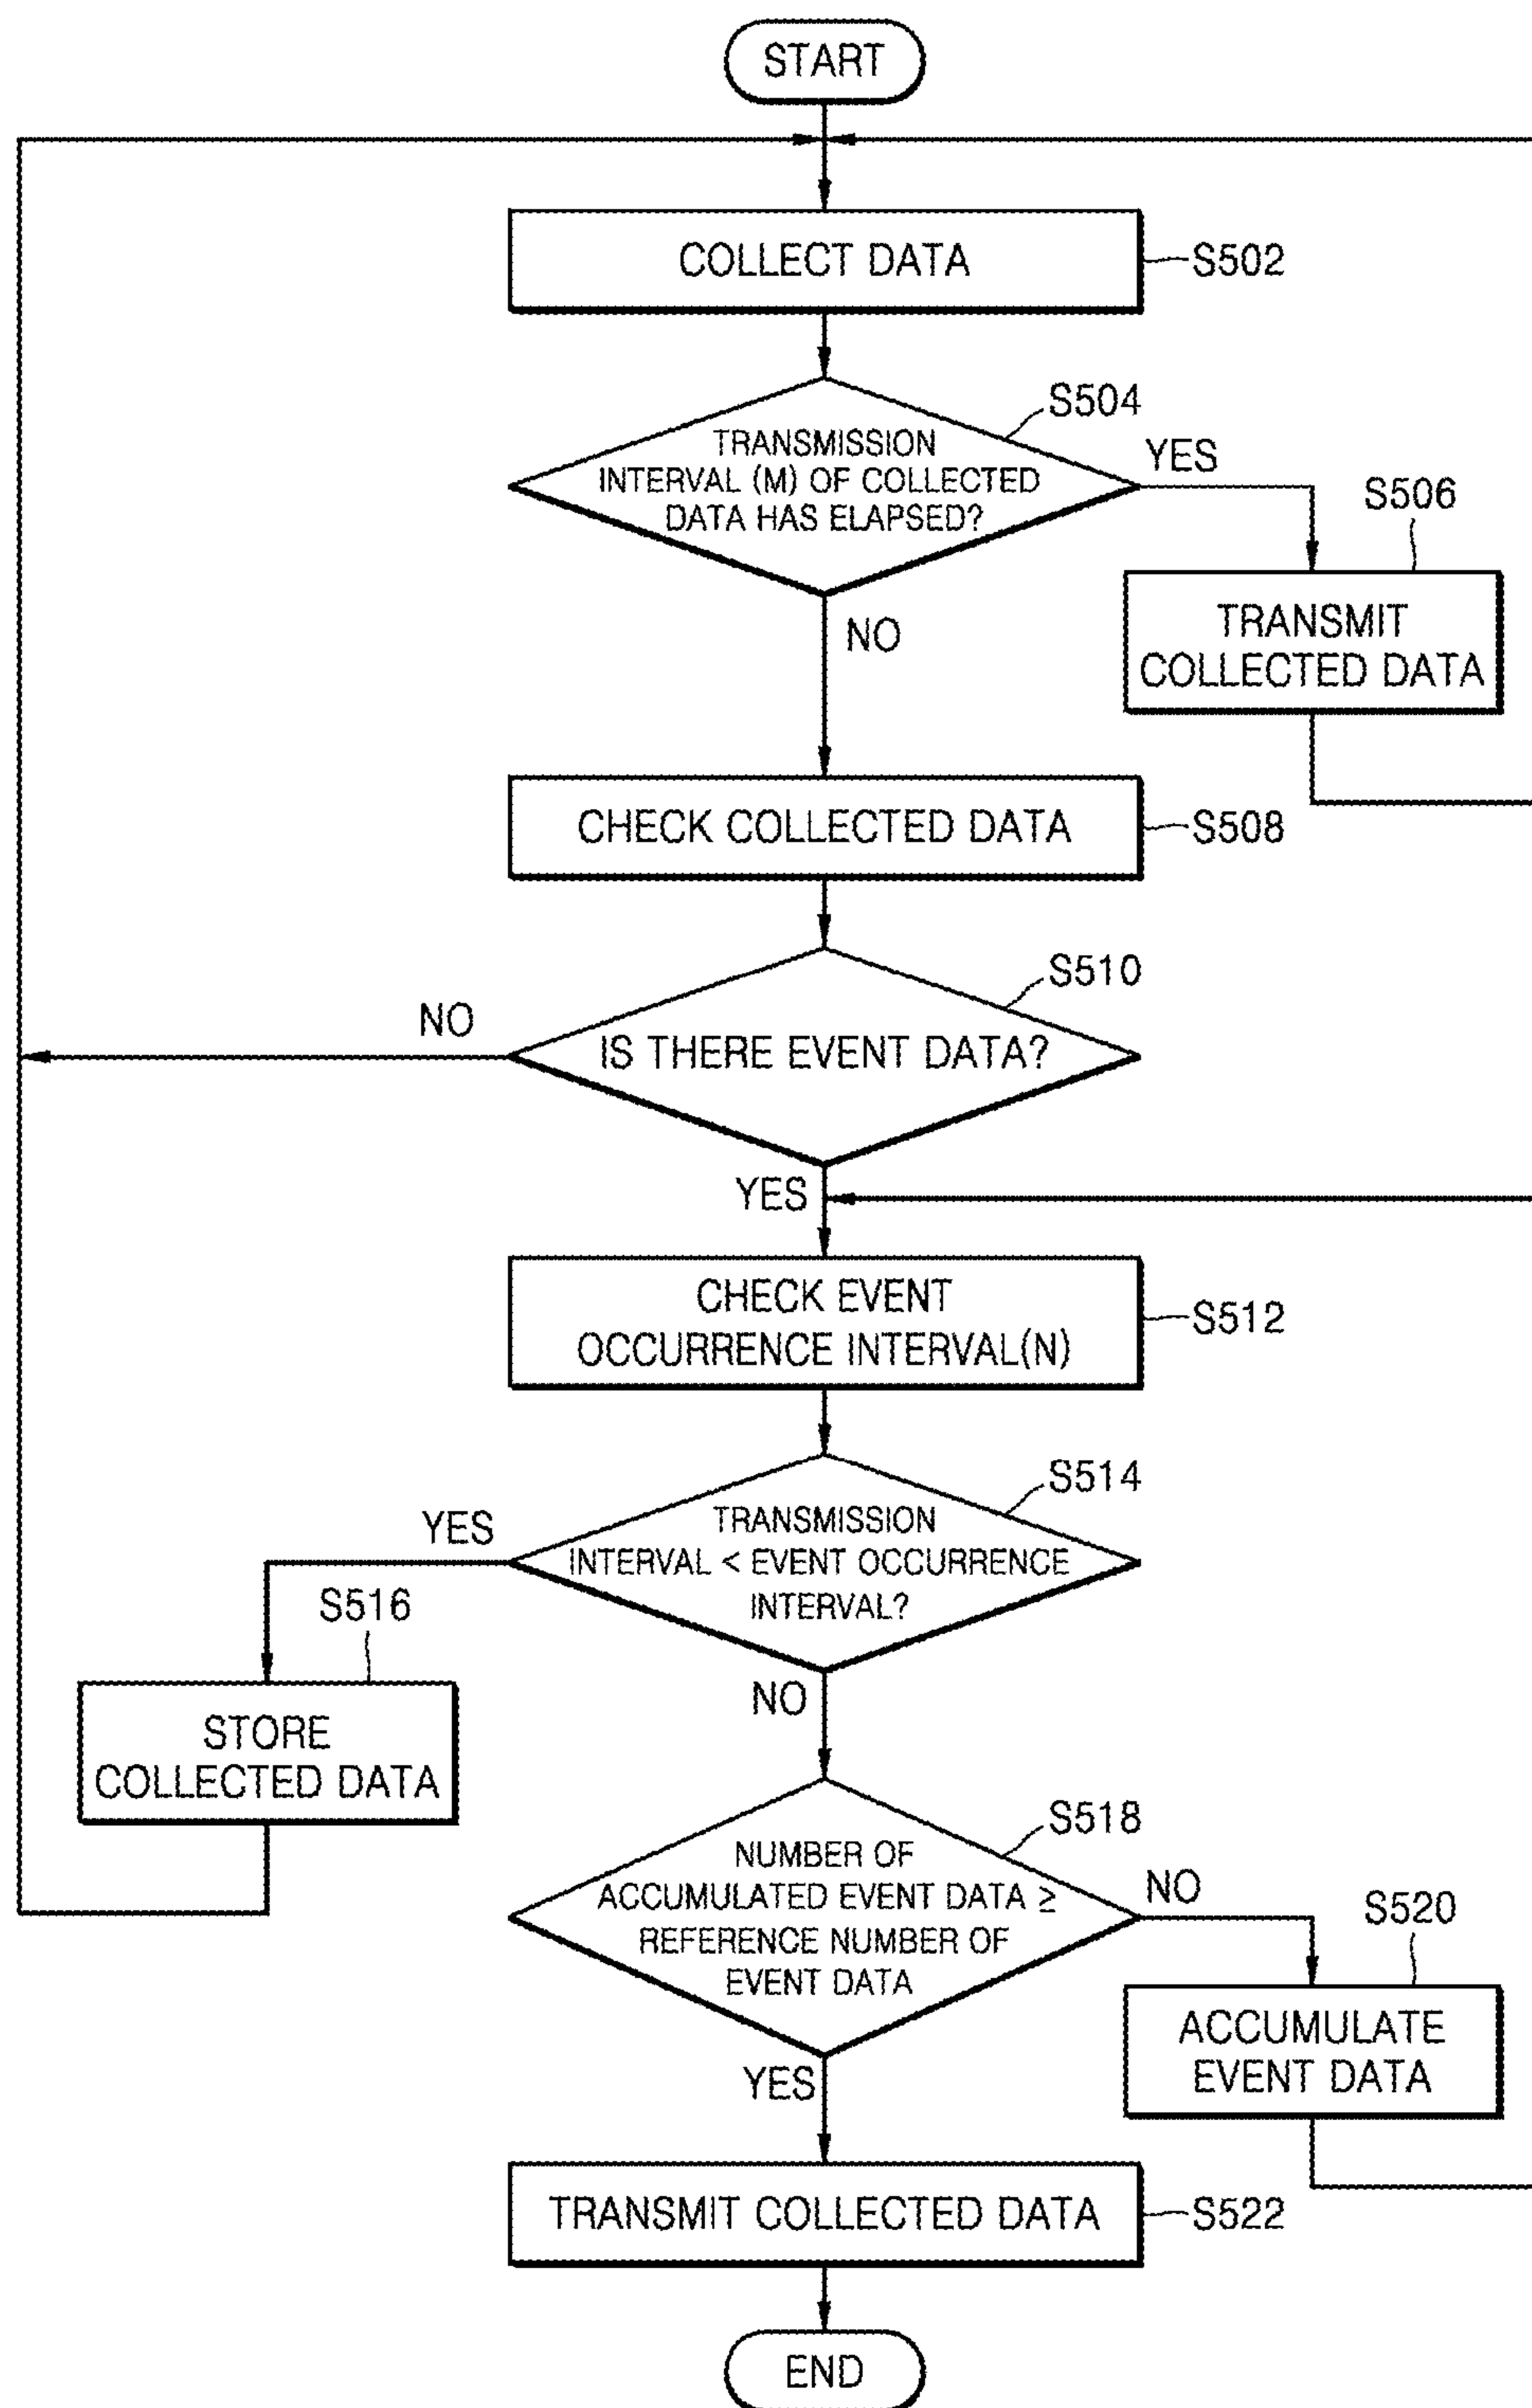 START
COLLECT DATA
S502
S504
TRANSMISSION
INTERVAL (M) OF COLLECTED
DATA HAS ELAPSED?
YES
S506
TRANSMIT
COLLECTED DATA
NO
CHECK COLLECTED DATA
S508
S510
NO
IS THERE EVENT DATA?
YES
CHECK EVENT
OCCURRENCE INTERVAL(N)
S512
S514
YES
TRANSMISSION
INTERVAL < EVENT OCCURRENCE
INTERVAL?
S516
STORE
COLLECTED DATA
NO
S518
NUMBER OF
ACCUMULATED EVENT DATA ≥
REFERENCE NUMBER OF
EVENT DATA
NO
S520
ACCUMULATE
EVENT DATA
YES
TRANSMIT COLLECTED DATA
S522
END